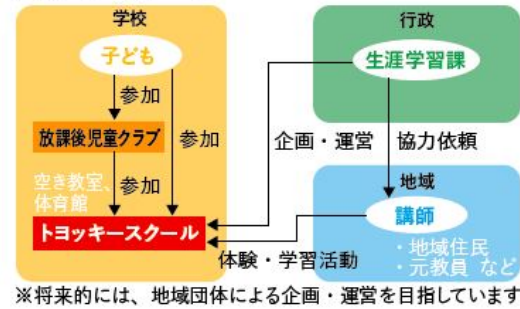 学校
子ども
参加
放課後児童クラブ
参加
参加
空き教室、
体育館
トヨッキースクール
行政
生涯学習課
企画・運営
協力依頼
地域
講師
・地域住民
・元教員 など
体験・学習活動
※将来的には、地域団体による企画・運営を目指しています